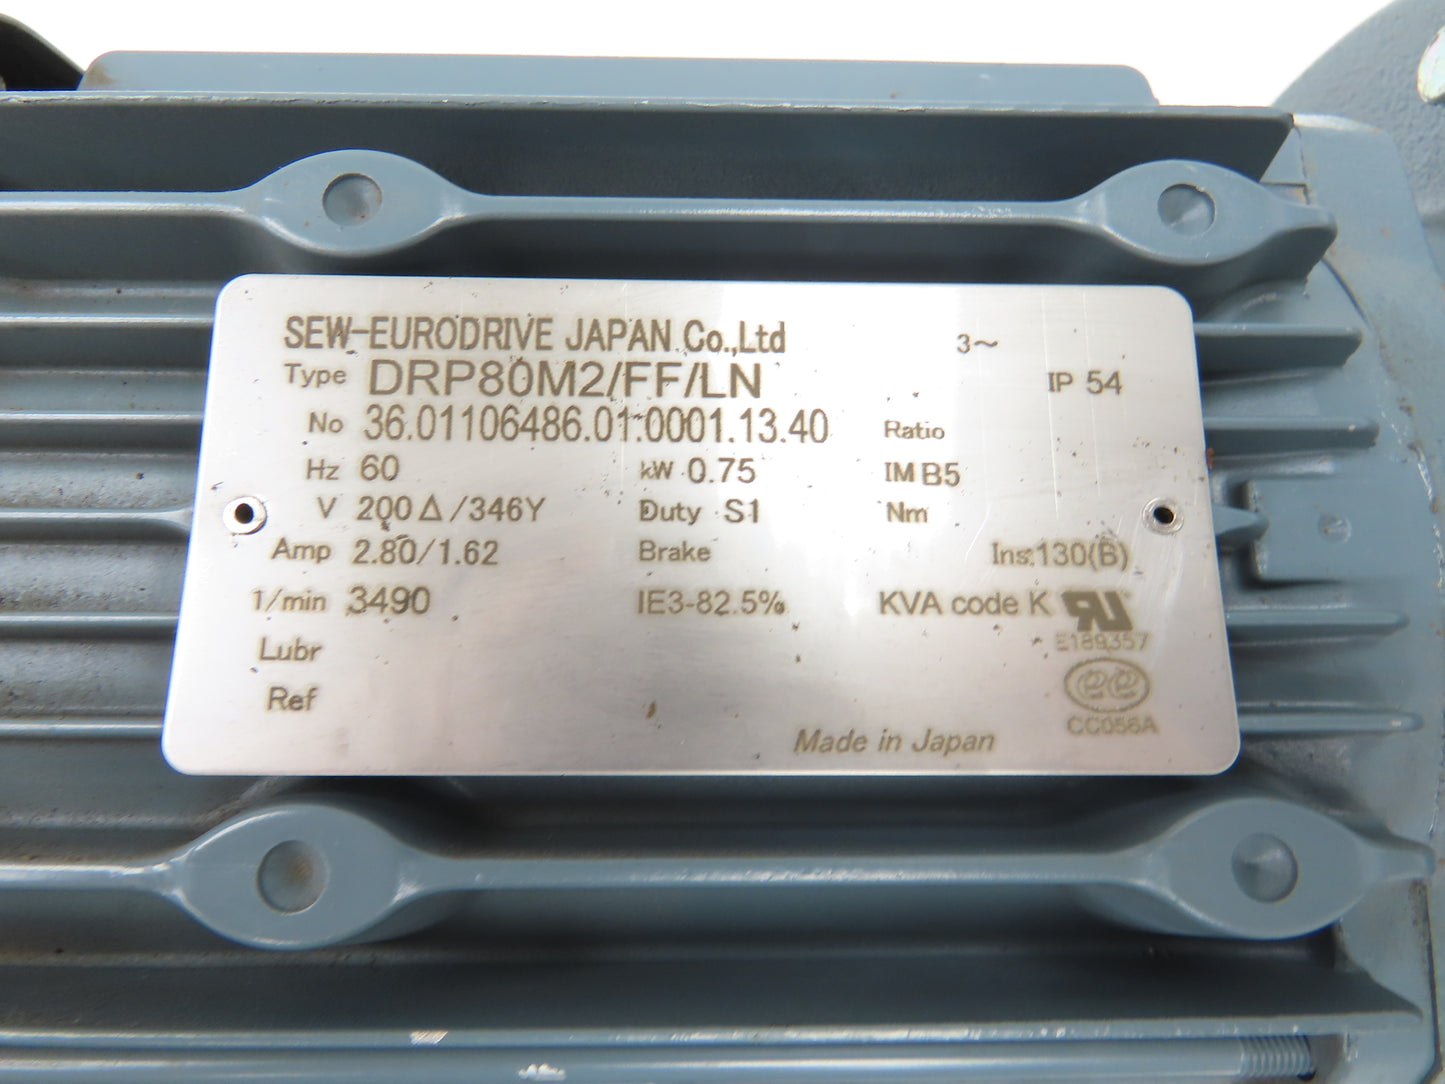 SEW-EURODRIVE JAPAN Co.,Ltd 3~
Type DRP80M2/FF/LN IP 54
No 36.01106486.01.0001.13.40 Ratio
Hz 60 kW 0.75 IM B5
V 200Δ/346Y Duty S1 Nm
Amp 2.80/1.62 Brake Ins.130(B)
1/min 3490 IE3-82.5% KVA code K RU
E189357
Lubr
Ref ee
CC056A
Made in Japan